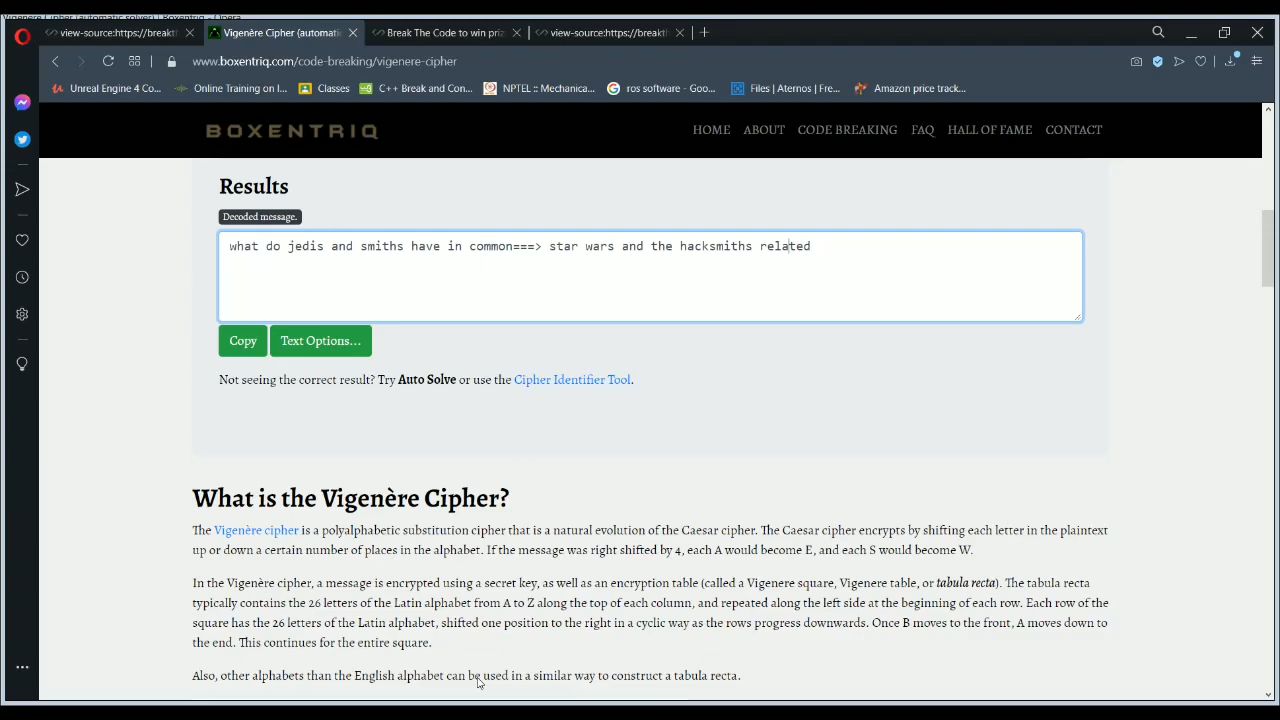 Vigenere Cipher (automatic solver) | Boxentriq - Opera
view-source:https://breakth
Vigenère Cipher (automatic
Break The Code to win priz
view-source:https://breakth
www.boxentriq.com/code-breaking/vigenere-cipher
Unreal Engine 4 Co...
Online Training on I...
Classes
C++ Break and Con...
NPTEL :: Mechanica...
ros software - Goo...
Files | Aternos | Fre...
Amazon price track...
BOXENTRIQ
HOME
ABOUT
CODE BREAKING
FAQ
HALL OF FAME
CONTACT
Results
Decoded message.
what do jedis and smiths have in common===> star wars and the hacksmiths related
Copy
Text Options...
Not seeing the correct result? Try Auto Solve or use the Cipher Identifier Tool.
What is the Vigenère Cipher?
The Vigenère cipher is a polyalphabetic substitution cipher that is a natural evolution of the Caesar cipher. The Caesar cipher encrypts by shifting each letter in the plaintext
up or down a certain number of places in the alphabet. If the message was right shifted by 4, each A would become E, and each S would become W.
In the Vigenère cipher, a message is encrypted using a secret key, as well as an encryption table (called a Vigenere square, Vigenere table, or tabula recta). The tabula recta
typically contains the 26 letters of the Latin alphabet from A to Z along the top of each column, and repeated along the left side at the beginning of each row. Each row of the
square has the 26 letters of the Latin alphabet, shifted one position to the right in a cyclic way as the rows progress downwards. Once B moves to the front, A moves down to
the end. This continues for the entire square.
Also, other alphabets than the English alphabet can be used in a similar way to construct a tabula recta.